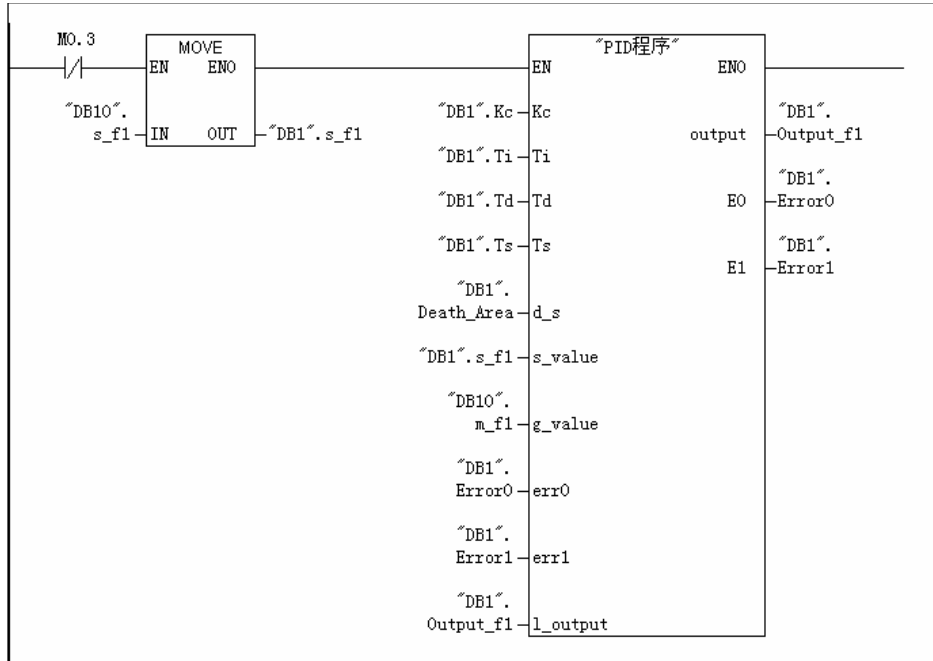 M0.3
MOVE
"PID程序"
EN ENO
EN ENO
"DB10".
s_f1
IN OUT
"DB1".s_f1
"DB1".Kc
Kc
"DB1".
output
Output_f1
"DB1".Ti
Ti
"DB1".
"DB1".Td
Td
E0
Error0
"DB1".Ts
Ts
"DB1".
E1
Error1
"DB1".
Death_Area
d_s
"DB1".s_f1
s_value
"DB10".
m_f1
g_value
"DB1".
Error0
err0
"DB1".
Error1
err1
"DB1".
Output_f1
l_output